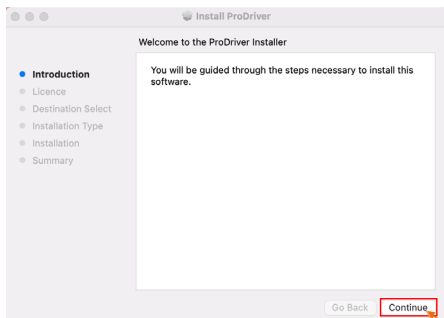 Install ProDriver
Welcome to the ProDriver Installer
Introduction
Licence
Destination Select
Installation Type
Installation
Summary
You will be guided through the steps necessary to install this
software.
Go Back
Continue